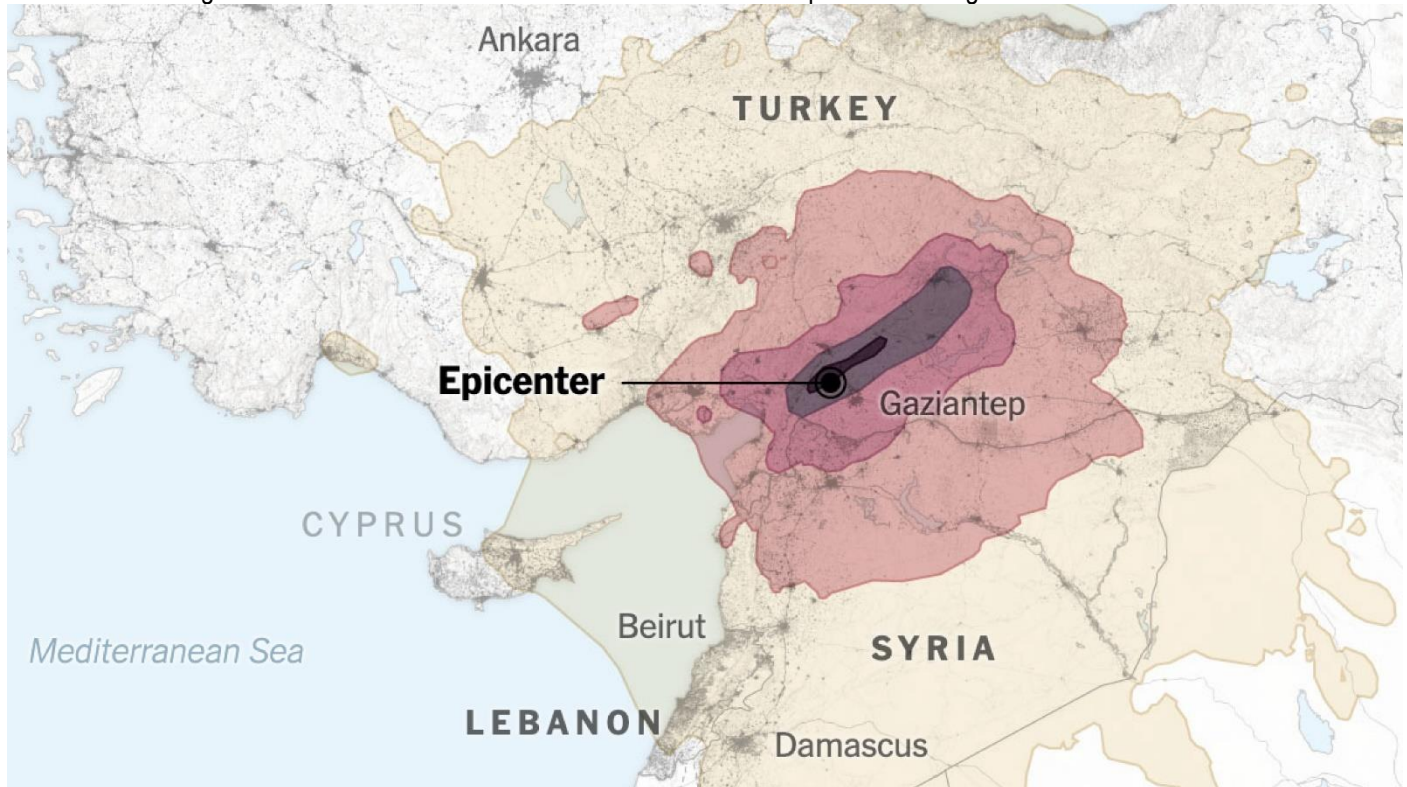 Ankara
TURKEY
Epicenter
Gaziantep
CYPRUS
Beirut
Mediterranean Sea
SYRIA
LEBANON
Damascus